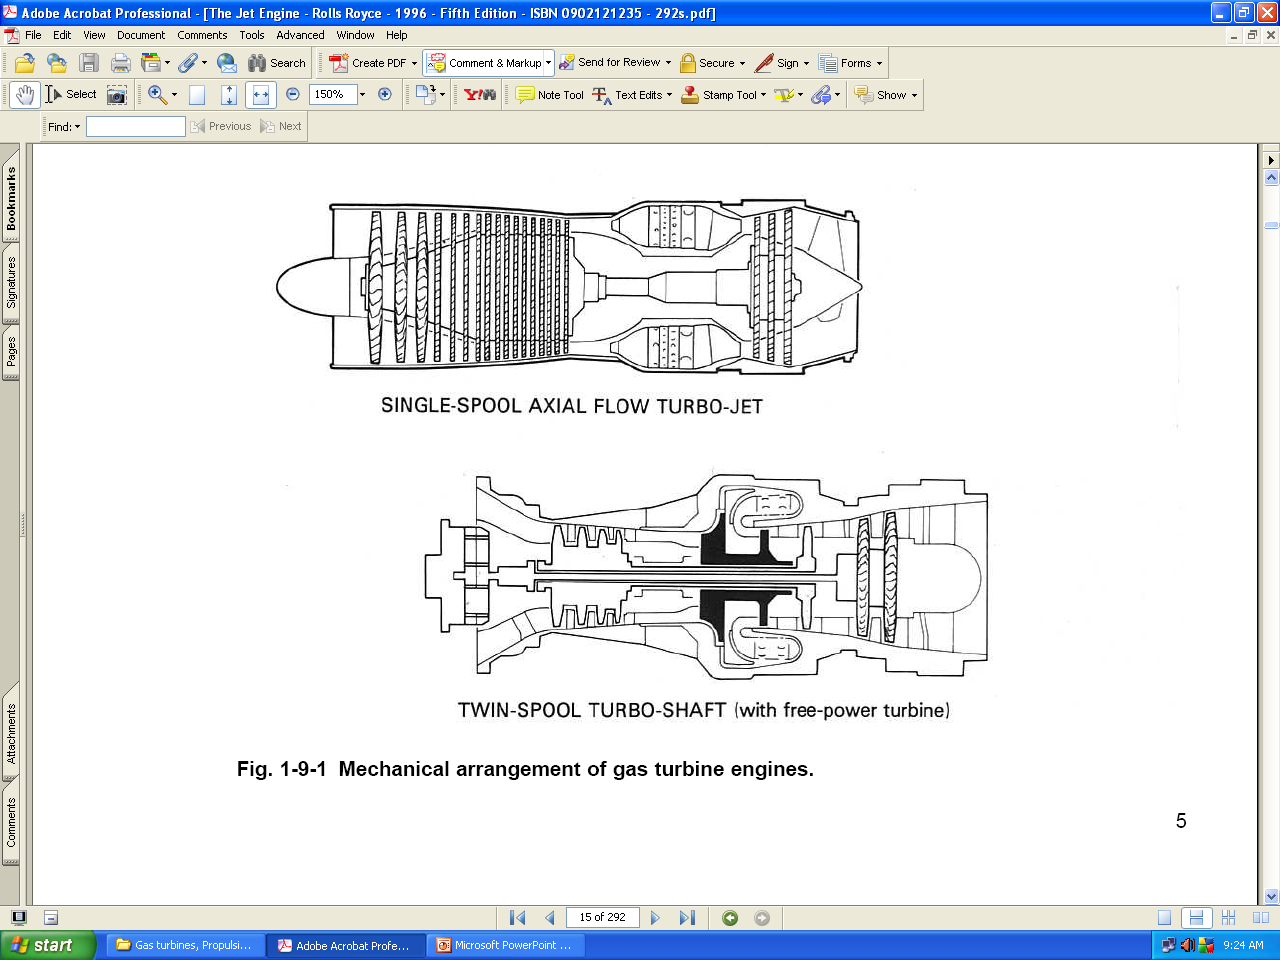 Adobe Acrobat Professional - [The Jet Engine - Rolls Royce - 1996 - Fifth Edition - ISBN 0902121235 - 292s.pdf]
File Edit View Document Comments Tools Advanced Window Help
Search Create PDF Comment & Markup Send for Review Secure Sign Forms
Select 150% Y! Note Tool Text Edits Stamp Tool Show
Find: Previous Next
Bookmarks
Signatures
Pages
Attachments
Comments
SINGLE-SPOOL AXIAL FLOW TURBO-JET
TWIN-SPOOL TURBO-SHAFT (with free-power turbine)
Fig. 1-9-1 Mechanical arrangement of gas turbine engines.
5
15 of 292
start Gas turbines, Propulsi... Adobe Acrobat Profe... Microsoft PowerPoint ... 9:24 AM